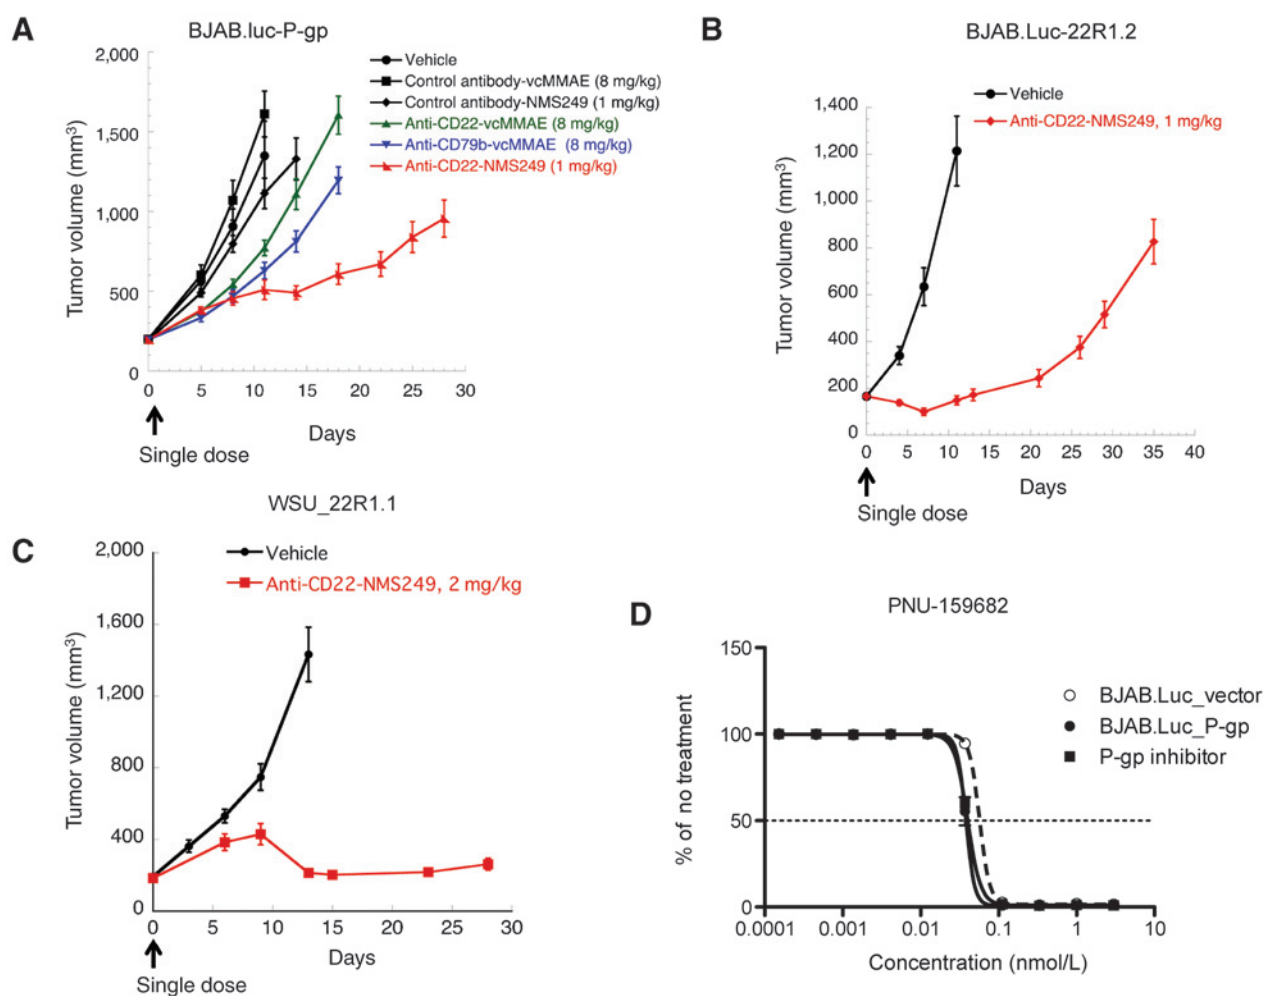 A
BJAB.luc-P-gp
Vehicle
Control antibody-vcMMAE (8 mg/kg)
Control antibody-NMS249 (1 mg/kg)
Anti-CD22-vcMMAE (8 mg/kg)
Anti-CD79b-vcMMAE (8 mg/kg)
Anti-CD22-NMS249 (1 mg/kg)
Tumor volume (mm³)
2,000
1,500
1,000
500
0
0 5 10 15 20 25 30
Days
Single dose
B
BJAB.Luc-22R1.2
Vehicle
Anti-CD22-NMS249, 1 mg/kg
Tumor volume (mm³)
1,400
1,200
1,000
800
600
400
200
0
0 5 10 15 20 25 30 35 40
Days
Single dose
C
WSU_22R1.1
Vehicle
Anti-CD22-NMS249, 2 mg/kg
Tumor volume (mm³)
2,000
1,600
1,200
800
400
0
0 5 10 15 20 25 30
Days
Single dose
D
PNU-159682
BJAB.Luc_vector
BJAB.Luc_P-gp
P-gp inhibitor
% of no treatment
150
100
50
0
0.0001 0.001 0.01 0.1 1 10
Concentration (nmol/L)